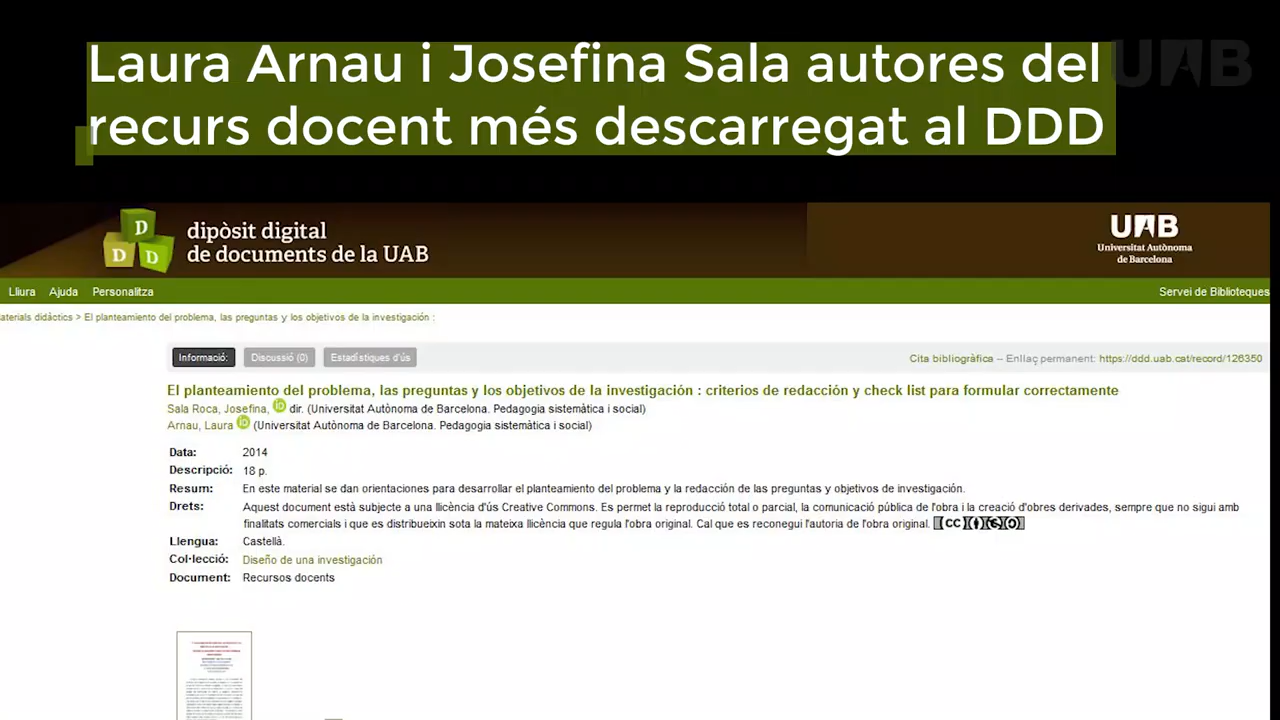 Laura Arnau i Josefina Sala autores del
recurs docent més descarregat al DDD
UAB
D
D
D
dipòsit digital
de documents de la UAB
UAB
Universitat Autònoma
de Barcelona
Lliura Ajuda Personalitza
Servei de Biblioteques
aterials didàctics > El planteamiento del problema, las preguntas y los objetivos de la investigación :
Informació: Discussió (0) Estadístiques d'ús
Cita bibliogràfica -- Enllaç permanent: https://ddd.uab.cat/record/126350
El planteamiento del problema, las preguntas y los objetivos de la investigación : criterios de redacción y check list para formular correctamente
Sala Roca, Josefina, iD dir. (Universitat Autònoma de Barcelona. Pedagogia sistemàtica i social)
Arnau, Laura iD (Universitat Autònoma de Barcelona. Pedagogia sistemàtica i social)
Data: 2014
Descripció: 18 p.
Resum: En este material se dan orientaciones para desarrollar el planteamiento del problema y la redacción de las preguntas y objetivos de investigación.
Drets: Aquest document està subjecte a una llicència d'ús Creative Commons. Es permet la reproducció total o parcial, la comunicació pública de l'obra i la creació d'obres derivades, sempre que no sigui amb
finalitats comercials i que es distribueixin sota la mateixa llicència que regula l'obra original. Cal que es reconegui l'autoria de l'obra original. CC
Llengua: Castellà.
Col·lecció: Diseño de una investigación
Document: Recursos docents